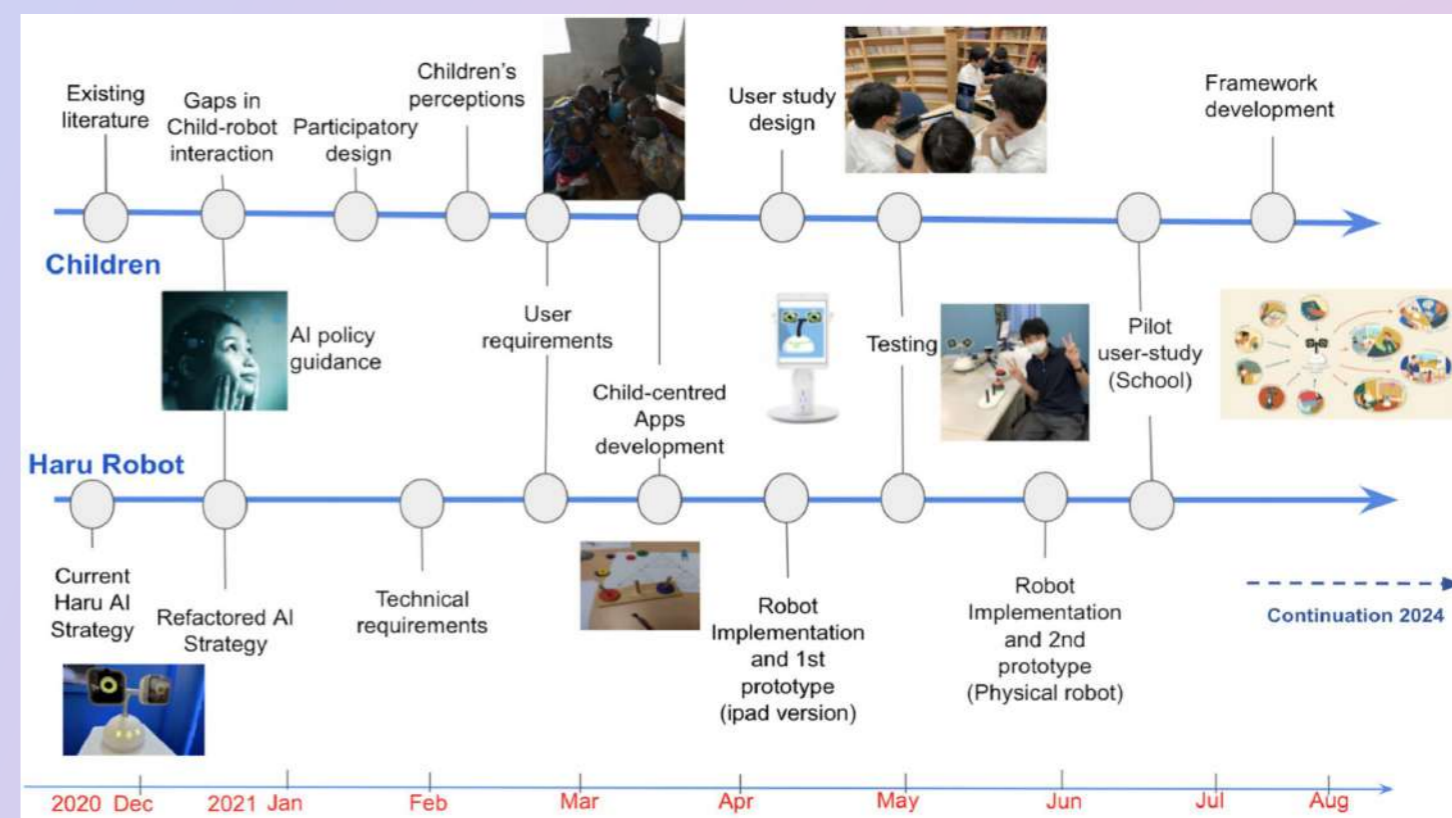 Existing
literature
Gaps in
Child-robot
interaction
Participatory
design
Children's
perceptions
User study
design
Framework
development
Children
AI policy
guidance
User
requirements
Child-centred
Apps
development
Testing
Pilot
user-study
(School)
Haru Robot
Current
Haru AI
Strategy
Refactored AI
Strategy
Technical
requirements
Robot
Implementation
and 1st
prototype
(ipad version)
Robot
Implementation
and 2nd
prototype
(Physical robot)
Continuation 2024
2020 Dec 2021 Jan Feb Mar Apr May Jun Jul Aug